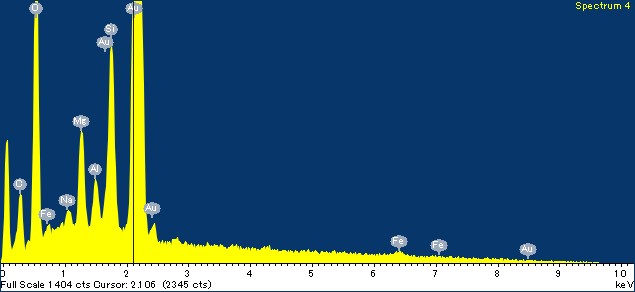 Spectrum 4
O Au
Si
Au
Mg
Al
O
Na
Fe Au
Fe Fe Au
0 1 2 3 4 5 6 7 8 9 10
Full Scale 1404 cts Cursor: 2.106 (2345 cts) keV